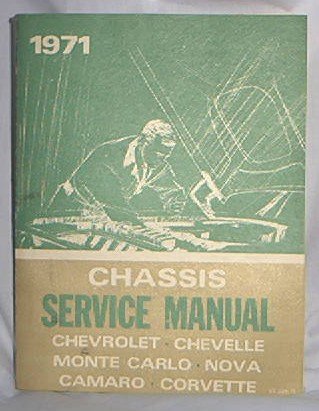 1971
CHASSIS
SERVICE MANUAL
CHEVROLET · CHEVELLE
MONTE CARLO · NOVA
CAMARO · CORVETTE